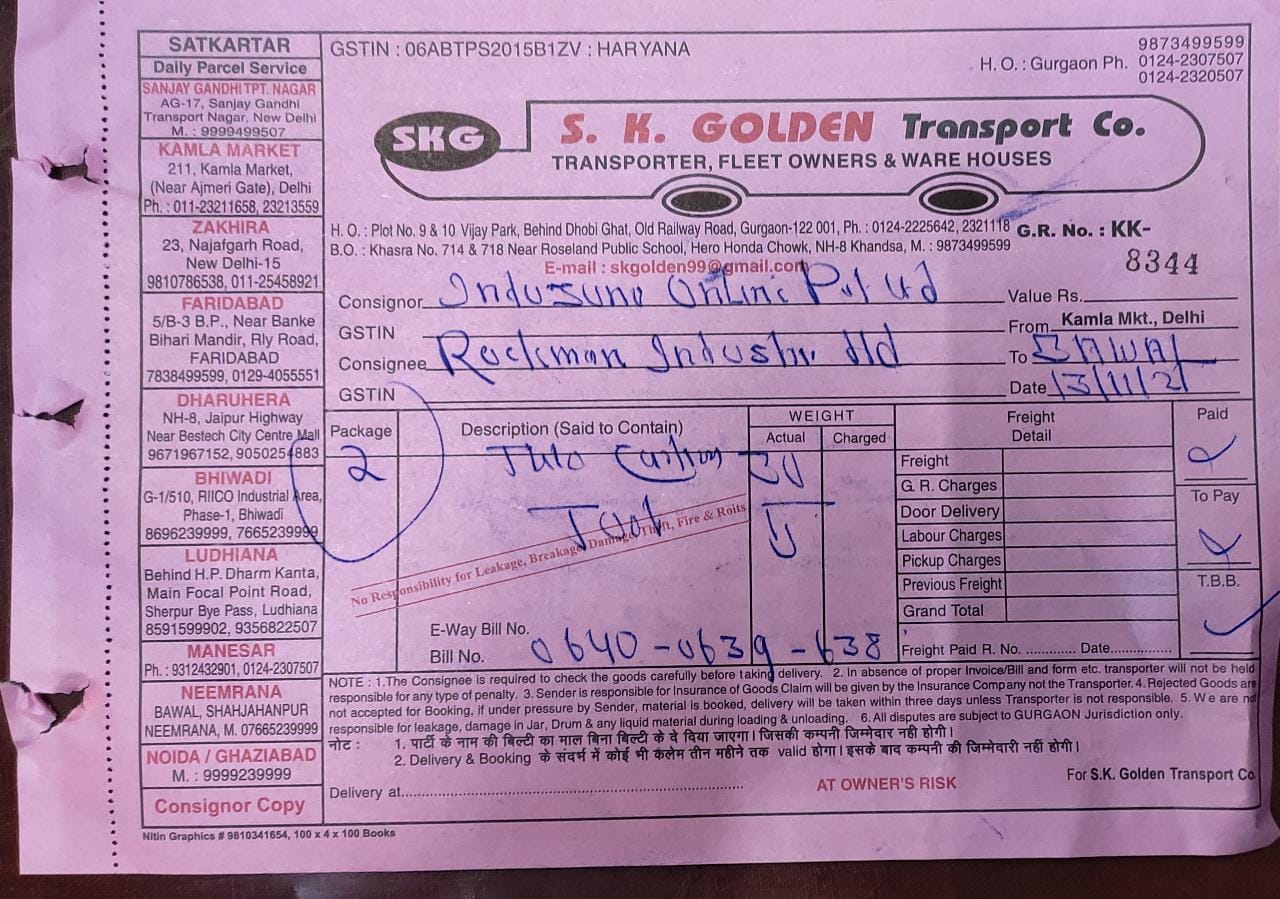 SATKARTAR
Daily Parcel Service
SANJAY GANDHI TPT. NAGAR
AG-17, Sanjay Gandhi
Transport Nagar, New Delhi
M. : 9999499507
KAMLA MARKET
211, Kamla Market,
(Near Ajmeri Gate), Delhi
Ph. : 011-23211658, 23213559
ZAKHIRA
23, Najafgarh Road,
New Delhi-15
9810786538, 011-25458921
FARIDABAD
5/B-3 B.P., Near Banke
Bihari Mandir, Rly Road,
FARIDABAD
7838499599, 0129-4055551
DHARUHERA
NH-8, Jaipur Highway
Near Bestech City Centre Mall
9671967152, 9050254883
BHIWADI
G-1/510, RIICO Industrial Area,
Phase-1, Bhiwadi
8696239999, 7665239999
LUDHIANA
Behind H.P. Dharm Kanta,
Main Focal Point Road,
Sherpur Bye Pass, Ludhiana
8591599902, 9356822507
MANESAR
Ph. : 9312432901, 0124-2307507
NEEMRANA
BAWAL, SHAHJAHANPUR
NEEMRANA, M. 07665239999
NOIDA / GHAZIABAD
M. : 9999239999
Consignor Copy
GSTIN : 06ABTPS2015B1ZV : HARYANA
9873499599
H. O. : Gurgaon Ph. 0124-2307507
0124-2320507
SKG
S. K. GOLDEN Transport Co.
TRANSPORTER, FLEET OWNERS & WARE HOUSES
H. O. : Plot No. 9 & 10 Vijay Park, Behind Dhobi Ghat, Old Railway Road, Gurgaon-122 001, Ph. : 0124-2225642, 2321118
B.O. : Khasra No. 714 & 718 Near Roseland Public School, Hero Honda Chowk, NH-8 Khandsa, M. : 9873499599
G.R. No. : KK-
8344
E-mail : skgolden99@gmail.com
Consignor Online Pvt Ltd Value Rs.
GSTIN From Kamla Mkt., Delhi
Consignee Rockman Ltd To BAWAL
GSTIN Date 13/11/21
Package Description (Said to Contain) WEIGHT Actual Charged Freight Detail Paid
2
Freight
G. R. Charges
Door Delivery
Labour Charges
Pickup Charges
Previous Freight
Grand Total
To Pay
T.B.B.
No Responsibility for Leakage, Breakage, Damage, Theft, Fire & Roits
E-Way Bill No.
Bill No. 0640-0639-638
Freight Paid R. No. ............. Date...............
NOTE : 1.The Consignee is required to check the goods carefully before taking delivery. 2. In absence of proper Invoice/Bill and form etc. transporter will not be held
responsible for any type of penalty. 3. Sender is responsible for Insurance of Goods Claim will be given by the Insurance Company not the Transporter. 4. Rejected Goods are
not accepted for Booking, if under pressure by Sender, material is booked, delivery will be taken within three days unless Transporter is not responsible. 5. We are not
responsible for leakage, damage in Jar, Drum & any liquid material during loading & unloading. 6. All disputes are subject to GURGAON Jurisdiction only.
नोट : 1. पार्टी के नाम की बिल्टी का माल बिना बिल्टी के दे दिया जाएगा। जिसकी कम्पनी जिम्मेदार नही होगी।
2. Delivery & Booking के संदर्भ में कोई भी कलेम तीन महीने तक valid होगा। इसके बाद कम्पनी की जिम्मेदारी नहीं होगी।
For S.K. Golden Transport Co.
Delivery at..........................................................................
AT OWNER'S RISK
Nitin Graphics # 9810341654, 100 x 4 x 100 Books